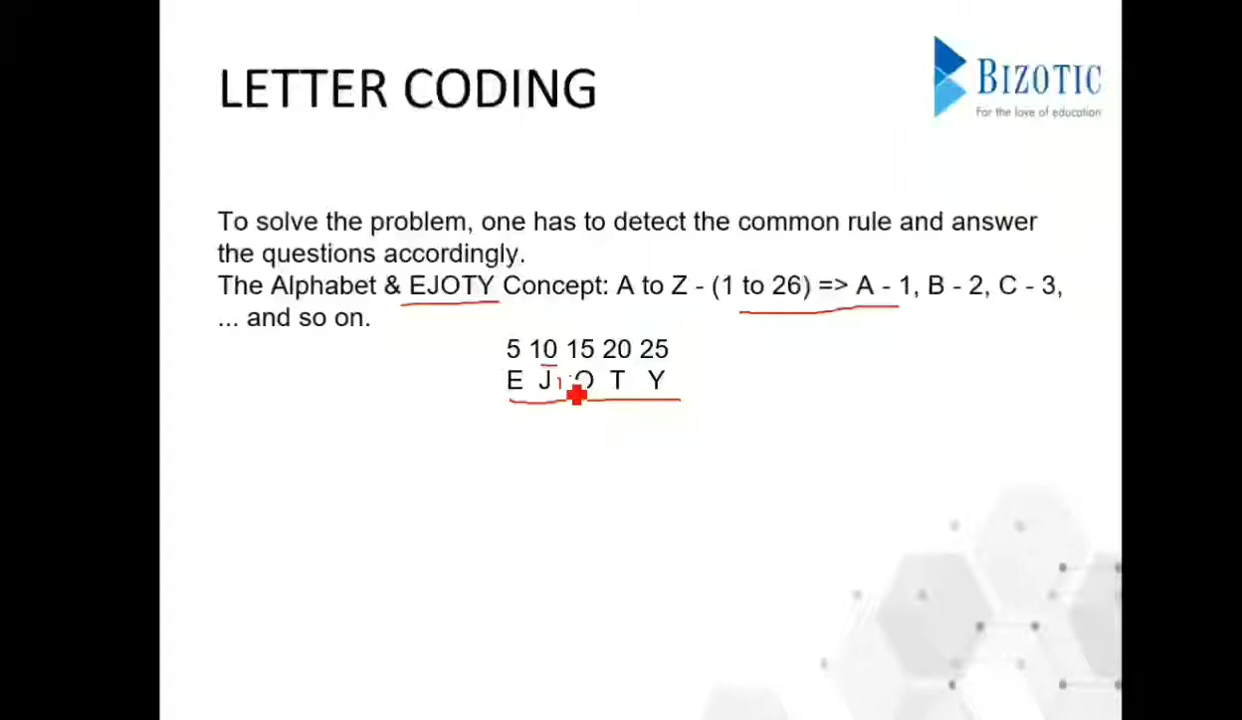 LETTER CODING
BIZOTIC
For the love of education
To solve the problem, one has to detect the common rule and answer
the questions accordingly.
The Alphabet & EJOTY Concept: A to Z - (1 to 26) => A - 1, B - 2, C - 3,
... and so on.
5 10 15 20 25
E J O T Y